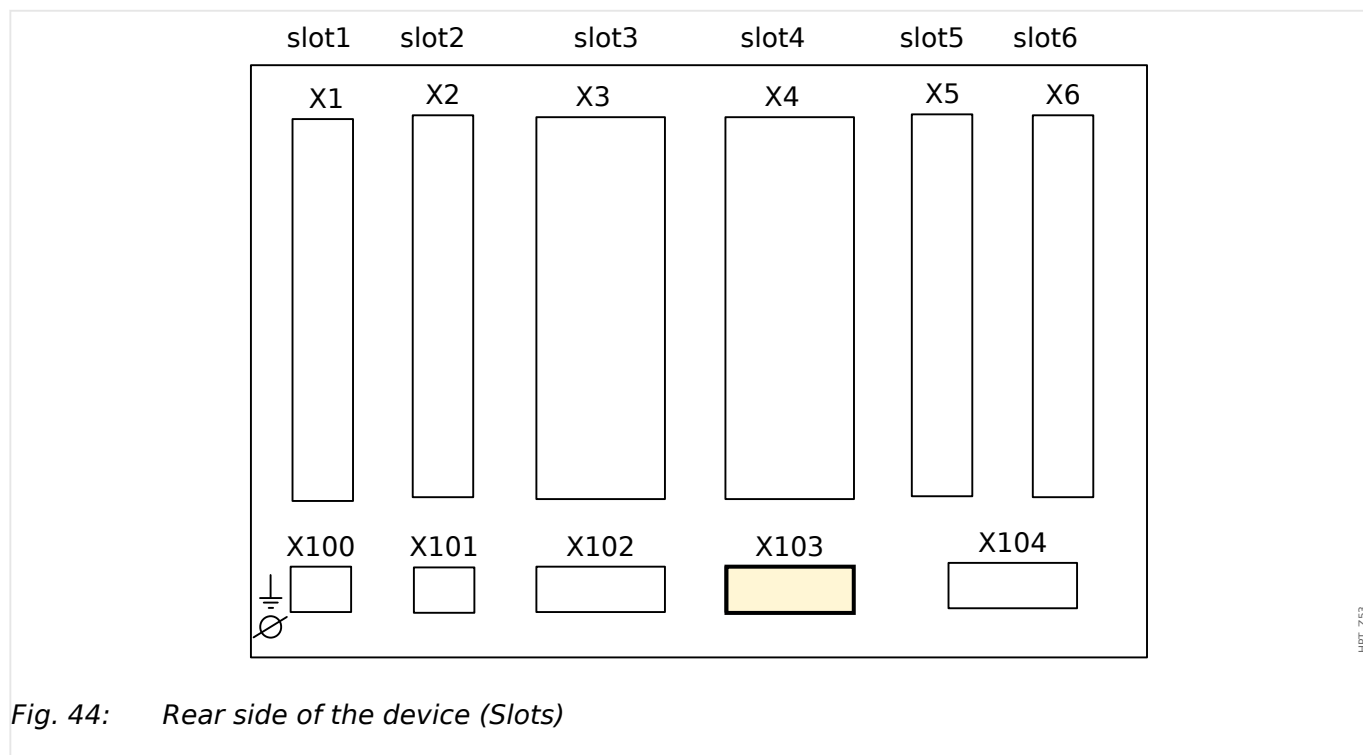 slot1 slot2 slot3 slot4 slot5 slot6
X1 X2 X3 X4 X5 X6
X100 X101 X102 X103 X104
Fig. 44: Rear side of the device (Slots)